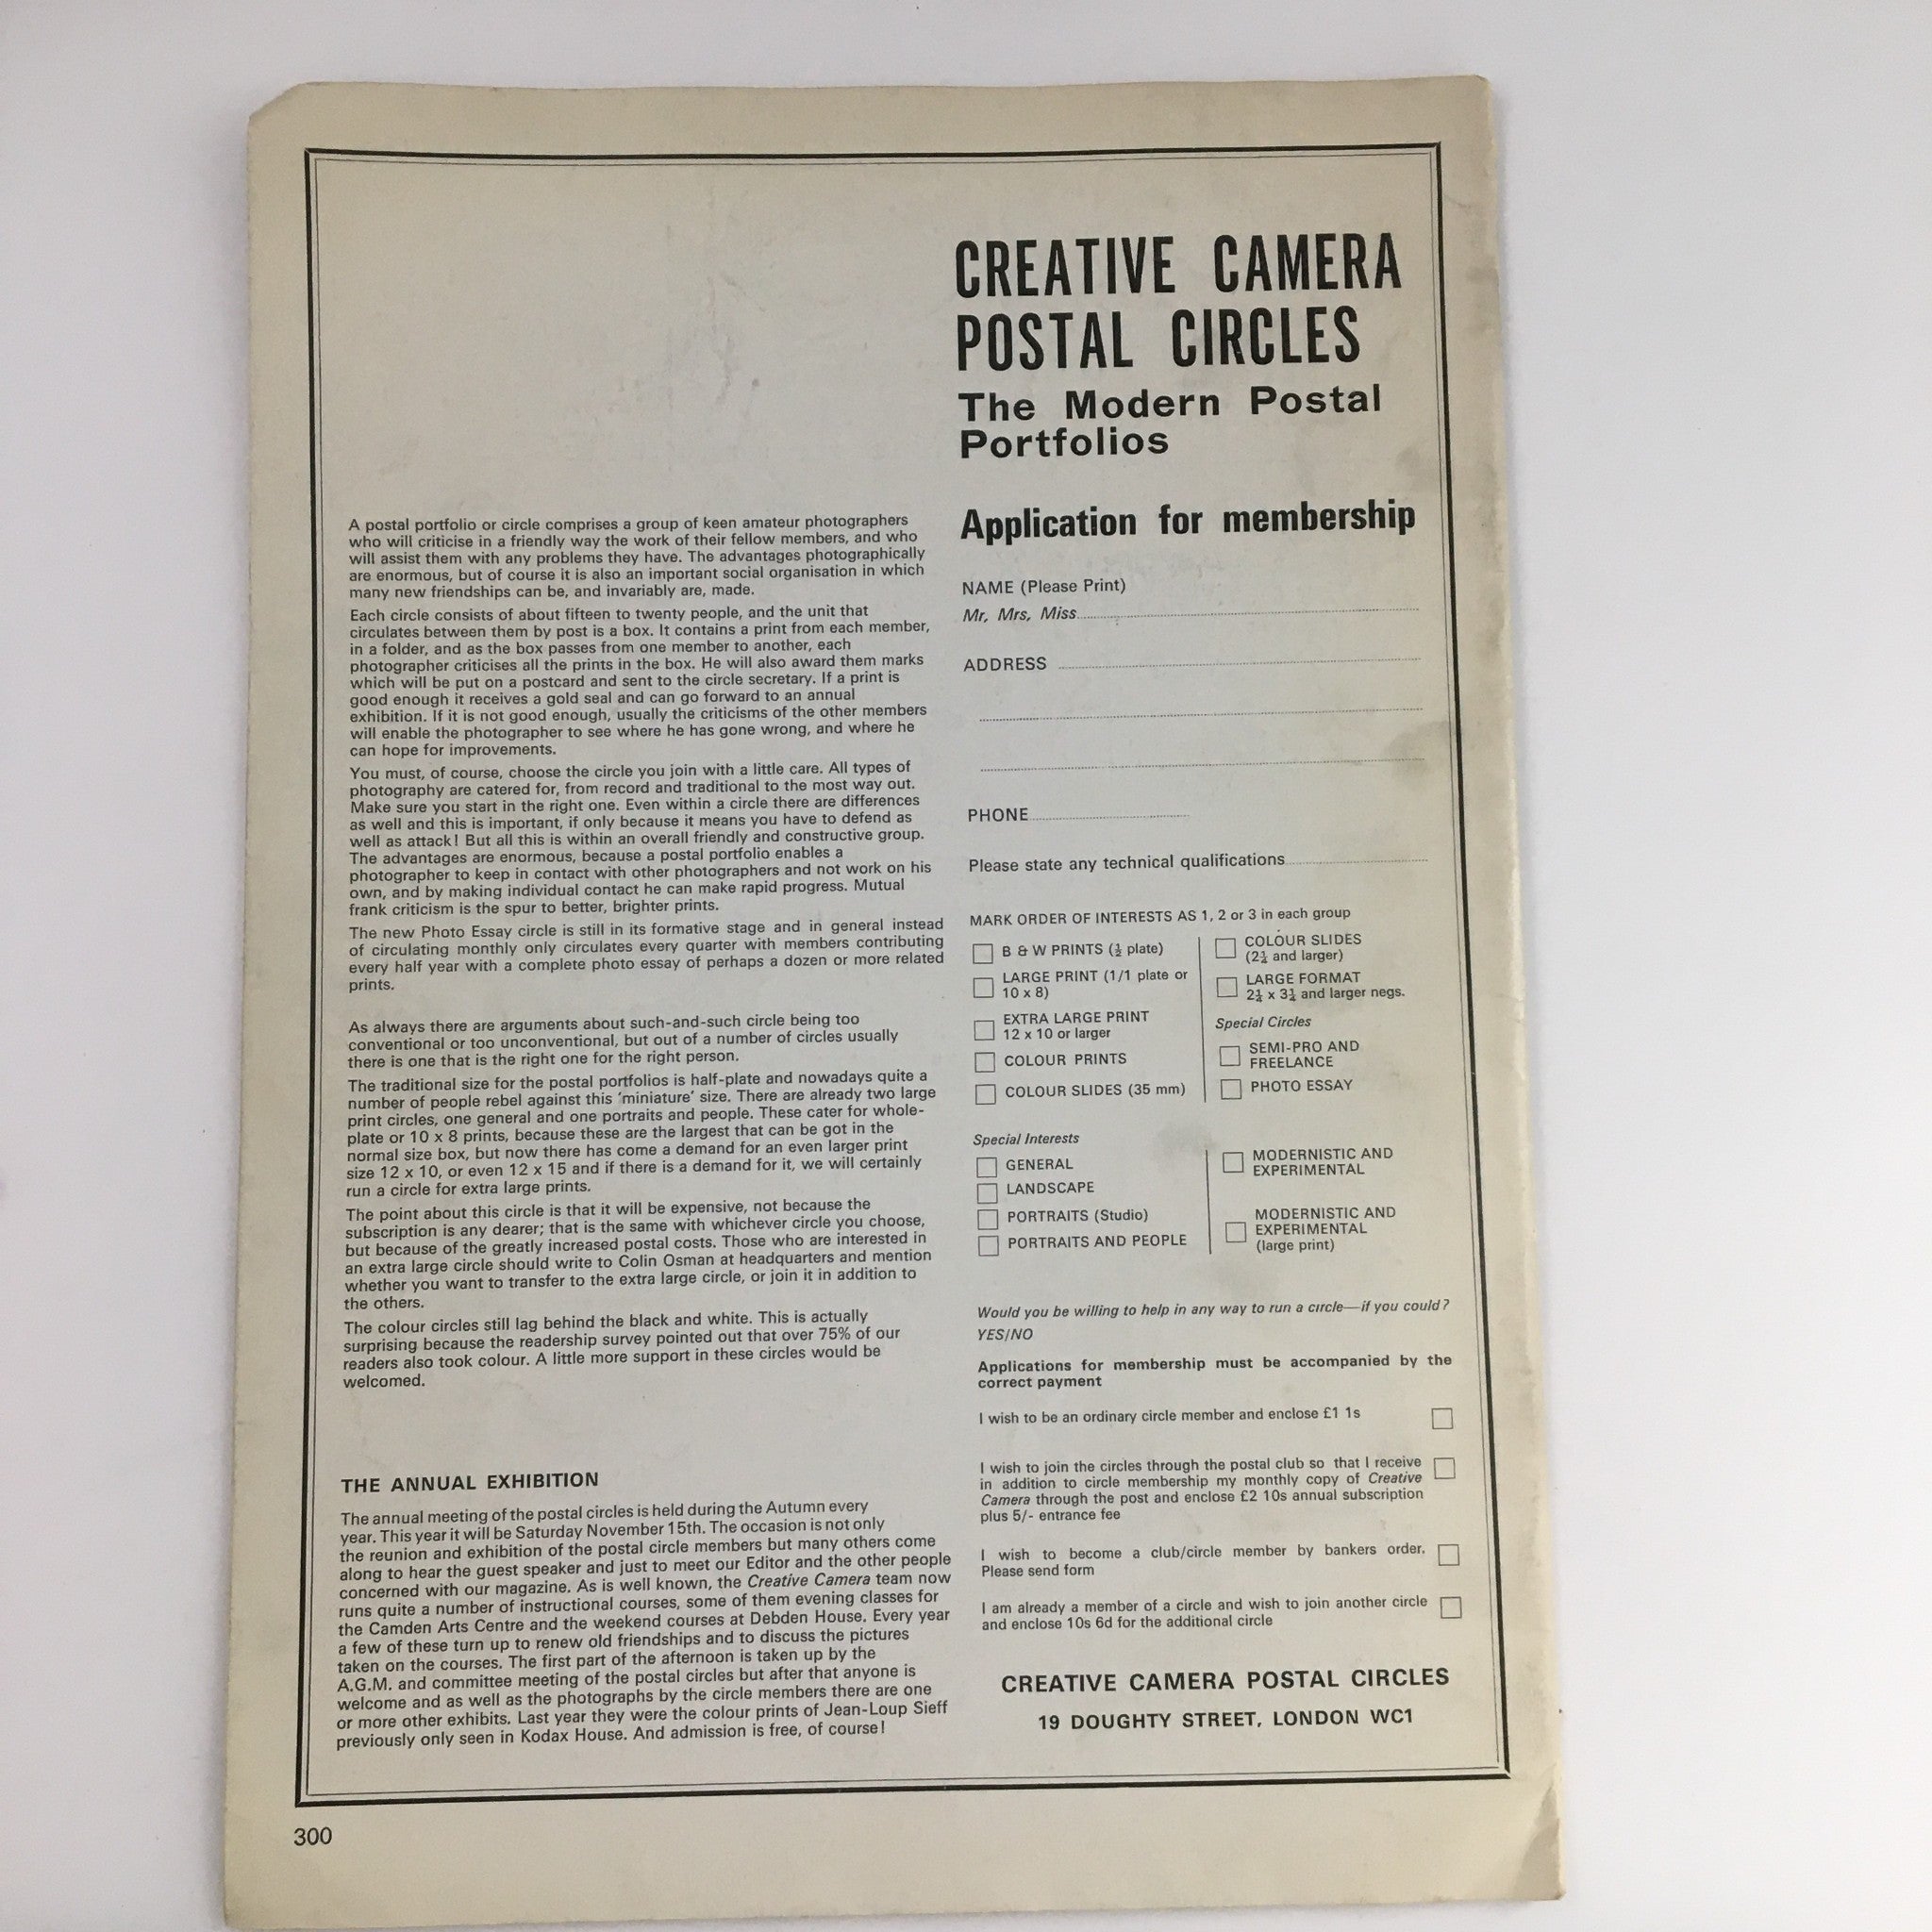 CREATIVE CAMERA
POSTAL CIRCLES
The Modern Postal
Portfolios
A postal portfolio or circle comprises a group of keen amateur photographers
who will criticise in a friendly way the work of their fellow members, and who
will assist them with any problems they have. The advantages photographically
are enormous, but of course it is also an important social organisation in which
many new friendships can be, and invariably are, made.
Each circle consists of about fifteen to twenty people, and the unit that
circulates between them by post is a box. It contains a print from each member,
in a folder, and as the box passes from one member to another, each
photographer criticises all the prints in the box. He will also award them marks
which will be put on a postcard and sent to the circle secretary. If a print is
good enough it receives a gold seal and can go forward to an annual
exhibition. If it is not good enough, usually the criticisms of the other members
will enable the photographer to see where he has gone wrong, and where he
can hope for improvements.
You must, of course, choose the circle you join with a little care. All types of
photography are catered for, from record and traditional to the most way out.
Make sure you start in the right one. Even within a circle there are differences
as well and this is important, if only because it means you have to defend as
well as attack! But all this is within an overall friendly and constructive group.
The advantages are enormous, because a postal portfolio enables a
photographer to keep in contact with other photographers and not work on his
own, and by making individual contact he can make rapid progress. Mutual
frank criticism is the spur to better, brighter prints.
The new Photo Essay circle is still in its formative stage and in general instead
of circulating monthly only circulates every quarter with members contributing
every half year with a complete photo essay of perhaps a dozen or more related
prints.
As always there are arguments about such-and-such circle being too
conventional or too unconventional, but out of a number of circles usually
there is one that is the right one for the right person.
The traditional size for the postal portfolios is half-plate and nowadays quite a
number of people rebel against this 'miniature' size. There are already two large
print circles, one general and one portraits and people. These cater for whole-
plate or 10 x 8 prints, because these are the largest that can be got in the
normal size box, but now there has come a demand for an even larger print
size 12 x 10, or even 12 x 15 and if there is a demand for it, we will certainly
run a circle for extra large prints.
The point about this circle is that it will be expensive, not because the
subscription is any dearer; that is the same with whichever circle you choose,
but because of the greatly increased postal costs. Those who are interested in
an extra large circle should write to Colin Osman at headquarters and mention
whether you want to transfer to the extra large circle, or join it in addition to
the others.
The colour circles still lag behind the black and white. This is actually
surprising because the readership survey pointed out that over 75% of our
readers also took colour. A little more support in these circles would be
welcomed.
THE ANNUAL EXHIBITION
The annual meeting of the postal circles is held during the Autumn every
year. This year it will be Saturday November 15th. The occasion is not only
the reunion and exhibition of the postal circle members but many others come
along to hear the guest speaker and just to meet our Editor and the other people
concerned with our magazine. As is well known, the Creative Camera team now
runs quite a number of instructional courses, some of them evening classes for
the Camden Arts Centre and the weekend courses at Debden House. Every year
a few of these turn up to renew old friendships and to discuss the pictures
taken on the courses. The first part of the afternoon is taken up by the
A.G.M. and committee meeting of the postal circles but after that anyone is
welcome and as well as the photographs by the circle members there are one
or more other exhibits. Last year they were the colour prints of Jean-Loup Sieff
previously only seen in Kodax House. And admission is free, of course!
Application for membership
NAME (Please Print)
Mr, Mrs, Miss
ADDRESS
PHONE
Please state any technical qualifications
MARK ORDER OF INTERESTS AS 1, 2 or 3 in each group
B & W PRINTS (½ plate)
LARGE PRINT (1/1 plate or
10 x 8)
EXTRA LARGE PRINT
12 x 10 or larger
COLOUR PRINTS
COLOUR SLIDES (35 mm)
COLOUR SLIDES
(2¼ and larger)
LARGE FORMAT
2¼ x 3¼ and larger negs.
Special Circles
SEMI-PRO AND
FREELANCE
PHOTO ESSAY
Special Interests
GENERAL
LANDSCAPE
PORTRAITS (Studio)
PORTRAITS AND PEOPLE
MODERNISTIC AND
EXPERIMENTAL
MODERNISTIC AND
EXPERIMENTAL
(large print)
Would you be willing to help in any way to run a circle—if you could?
YES/NO
Applications for membership must be accompanied by the
correct payment
I wish to be an ordinary circle member and enclose £1 1s
I wish to join the circles through the postal club so that I receive
in addition to circle membership my monthly copy of Creative
Camera through the post and enclose £2 10s annual subscription
plus 5/- entrance fee
I wish to become a club/circle member by bankers order.
Please send form
I am already a member of a circle and wish to join another circle
and enclose 10s 6d for the additional circle
CREATIVE CAMERA POSTAL CIRCLES
19 DOUGHTY STREET, LONDON WC1
300